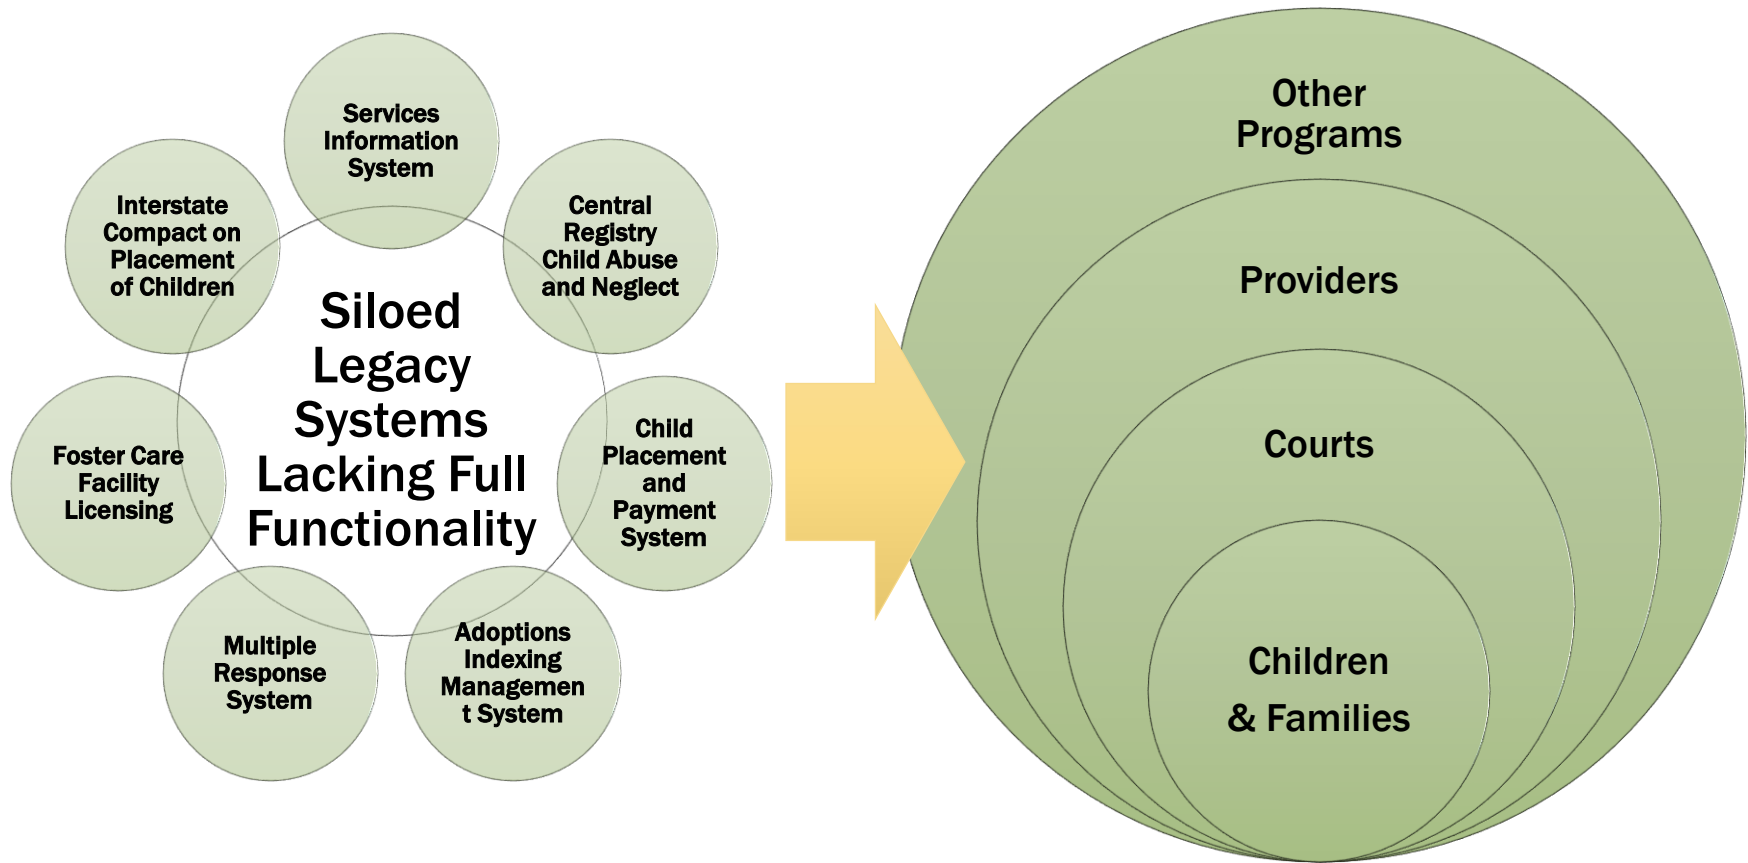 Services
Information
System
Central
Registry
Child Abuse
and Neglect
Child
Placement
and
Payment
System
Adoptions
Indexing
Managemen
t System
Multiple
Response
System
Foster Care
Facility
Licensing
Interstate
Compact on
Placement
of Children
Siloed
Legacy
Systems
Lacking Full
Functionality
Other
Programs
Providers
Courts
Children
& Families